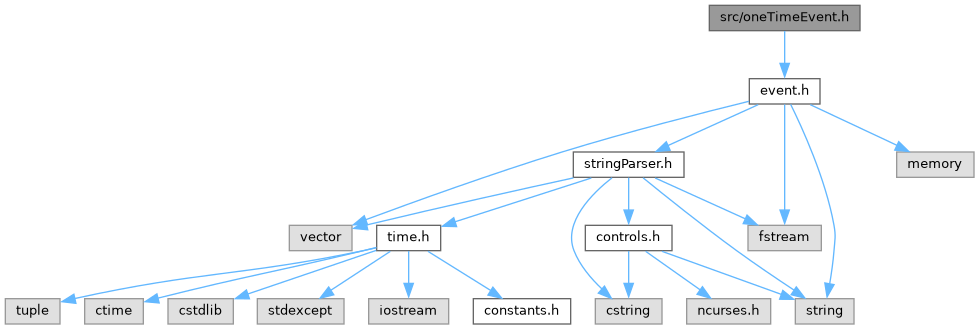 src/oneTimeEvent.h
event.h
stringParser.h
memory
vector
time.h
controls.h
fstream
tuple
ctime
cstdlib
stdexcept
iostream
constants.h
cstring
ncurses.h
string